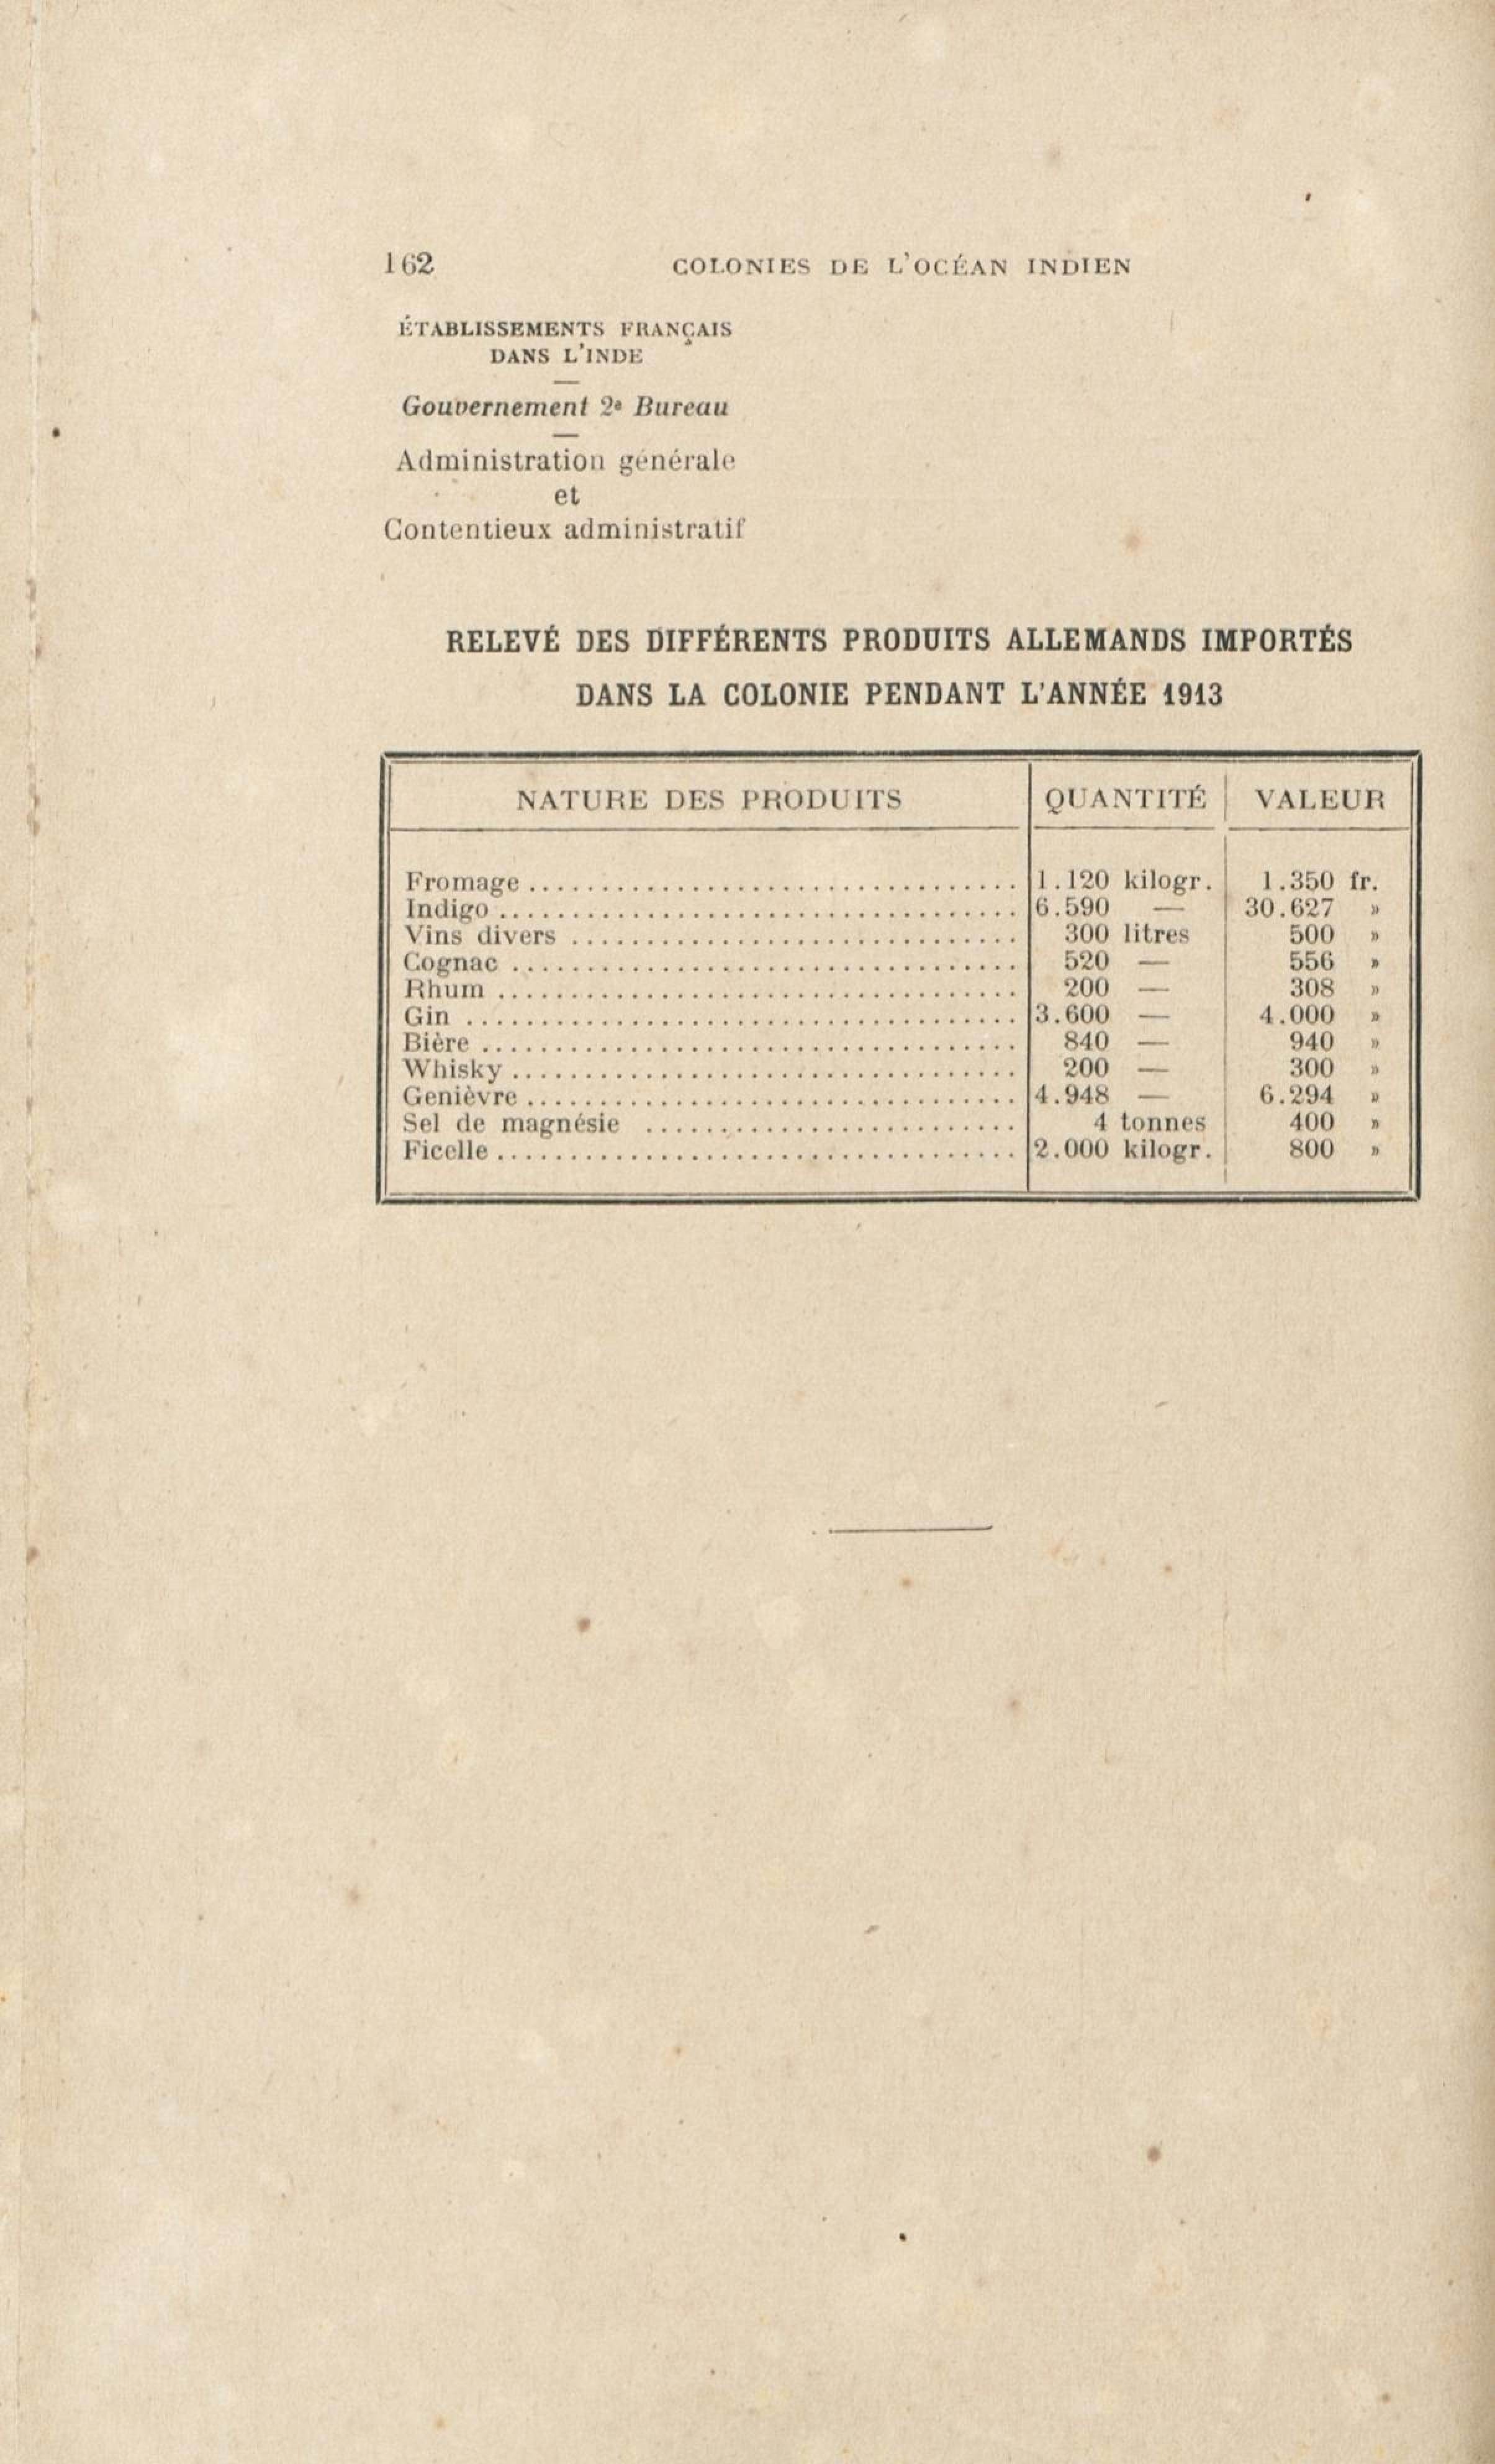 162 COLONIES DE L'OCÉAN INDIEN
ÉTABLISSEMENTS FRANÇAIS
DANS L'INDE
Gouvernement 2e Bureau
Administration générale
et
Contentieux administratif
RELEVÉ DES DIFFÉRENTS PRODUITS ALLEMANDS IMPORTÉS
DANS LA COLONIE PENDANT L'ANNÉE 1913
NATURE DES PRODUITS QUANTITÉ VALEUR
Fromage 1.120 kilogr. 1.350 fr.
Indigo 6.590 — 30.627 »
Vins divers 300 litres 500 »
Cognac 520 — 556 »
Rhum 200 — 308 »
Gin 3.600 — 4.000 »
Bière 840 — 940 »
Whisky 200 — 300 »
Genièvre 4.948 — 6.294 »
Sel de magnésie 4 tonnes 400 »
Ficelle 2.000 kilogr. 800 »